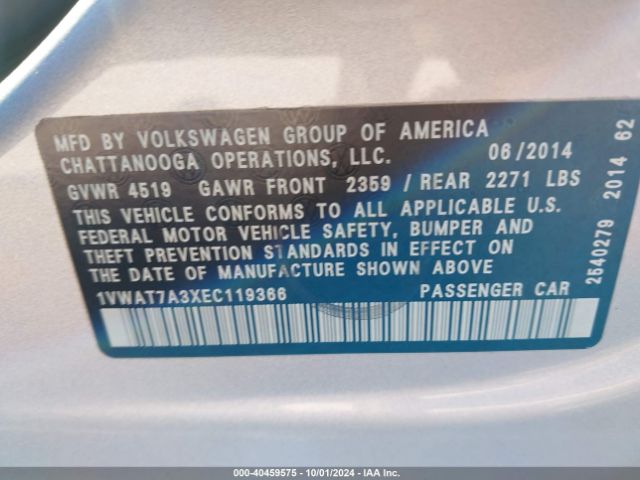 MFD BY VOLKSWAGEN GROUP OF AMERICA
CHATTANOOGA OPERATIONS, LLC. 06/2014
GVWR 4519 GAWR FRONT 2359 / REAR 2271 LBS
THIS VEHICLE CONFORMS TO ALL APPLICABLE U.S.
FEDERAL MOTOR VEHICLE SAFETY, BUMPER AND
THEFT PREVENTION STANDARDS IN EFFECT ON
THE DATE OF MANUFACTURE SHOWN ABOVE
1VWAT7A3XEC119366 PASSENGER CAR
2540279 2014 62
000-40459575 - 10/01/2024 - IAA Inc.